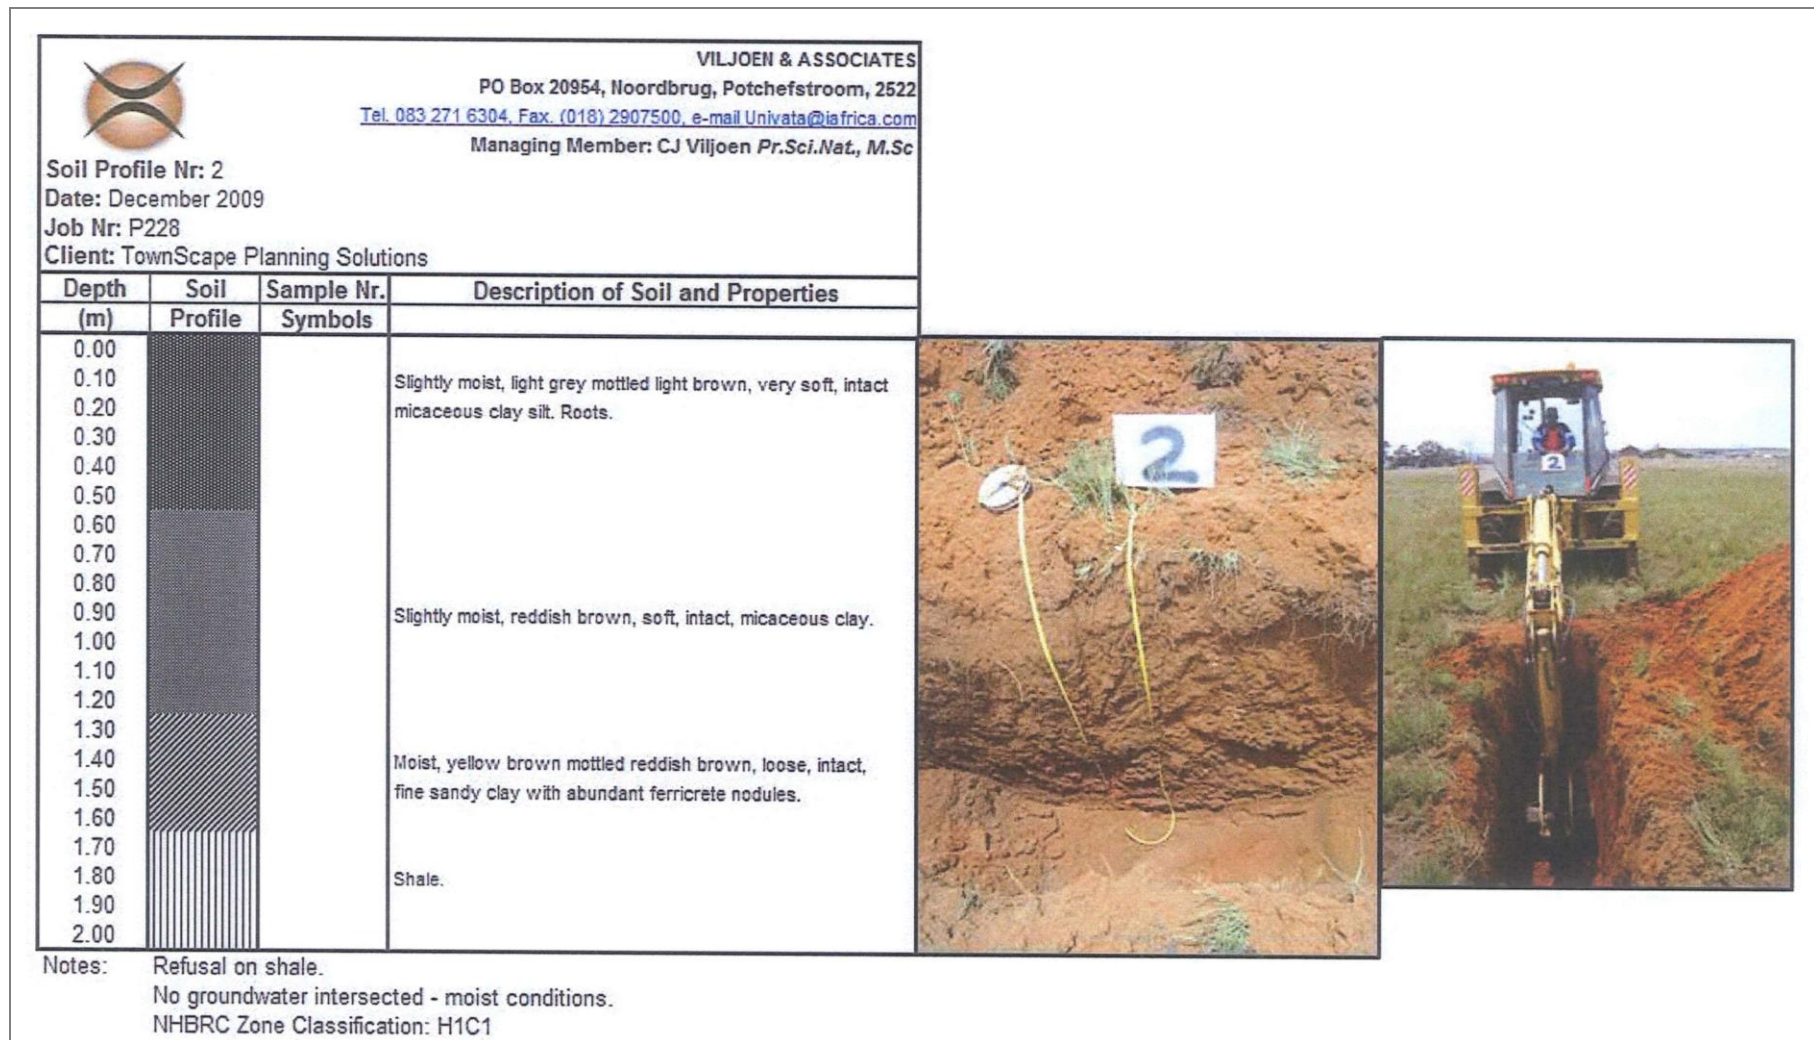 VILJOEN & ASSOCIATES
PO Box 20954, Noordbrug, Potchefstroom, 2522
Tel. 083 271 6304, Fax. (018) 2907500, e-mail Univata@iafrica.com
Managing Member: CJ Viljoen Pr.Sci.Nat., M.Sc
Soil Profile Nr: 2
Date: December 2009
Job Nr: P228
Client: TownScape Planning Solutions
Depth Soil Sample Nr. Description of Soil and Properties
(m) Profile Symbols
0.00
0.10
Slightly moist, light grey mottled light brown, very soft, intact
0.20
micaceous clay silt. Roots.
0.30
0.40
0.50
0.60
0.70
0.80
0.90 Slightly moist, reddish brown, soft, intact, micaceous clay.
1.00
1.10
1.20
1.30
1.40 Moist, yellow brown mottled reddish brown, loose, intact,
1.50 fine sandy clay with abundant ferricrete nodules.
1.60
1.70
1.80 Shale.
1.90
2.00
2
2
Notes: Refusal on shale.
No groundwater intersected - moist conditions.
NHBRC Zone Classification: H1C1